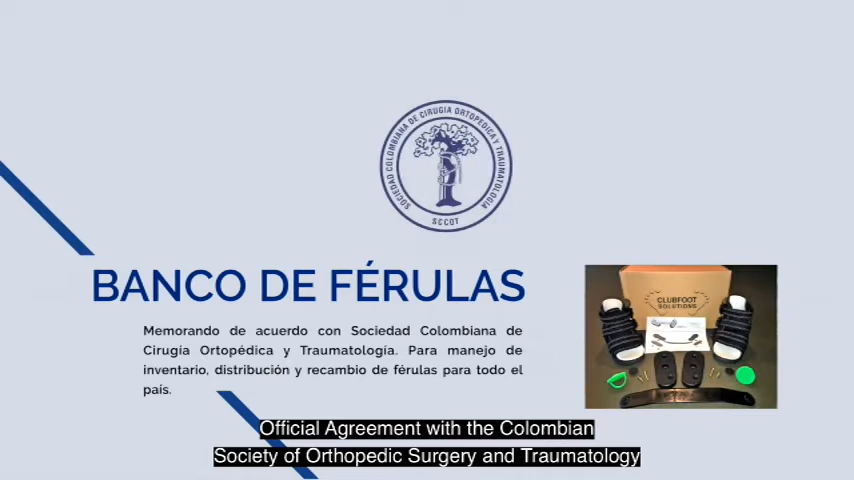 SOCIEDAD COLOMBIANA DE CIRUGIA ORTOPEDICA Y TRAUMATOLOGÍA
SCCOT
BANCO DE FÉRULAS
Memorando de acuerdo con Sociedad Colombiana de
Cirugía Ortopédica y Traumatología. Para manejo de
inventario, distribución y recambio de férulas para todo el
país.
CLUBFOOT
SOLUTIONS
Official Agreement with the Colombian
Society of Orthopedic Surgery and Traumatology